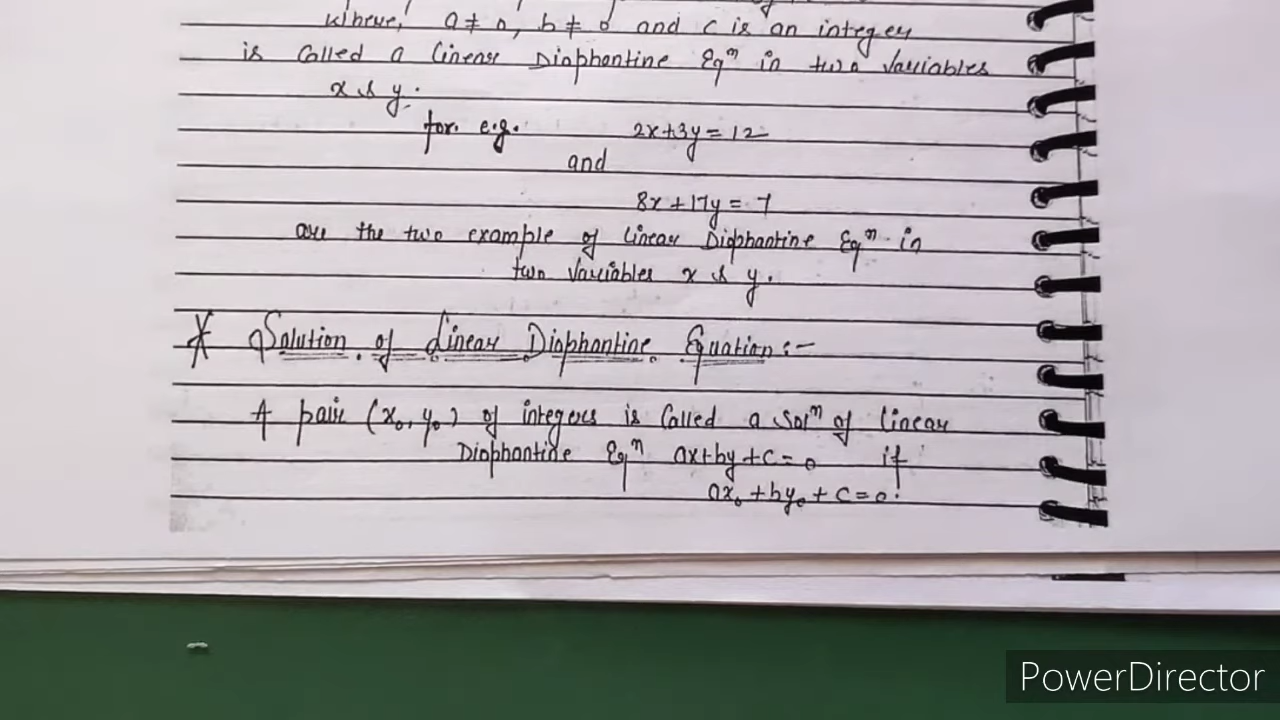 where, a ≠ 0, b ≠ 0 and c is an integer
is called a linear Diophantine Eqⁿ in two variables
x & y.
for. e.g. 2x+3y=12
and
8x+17y=7
are the two example of linear Diophantine Eqⁿ in
two variables x & y.
* Solution of Linear Diophantine Equation:-
A pair (x₀, y₀) of integers is called a Solⁿ of linear
Diophantine Eqⁿ ax+by+c=0 if
ax₀+by₀+c=0.
PowerDirector